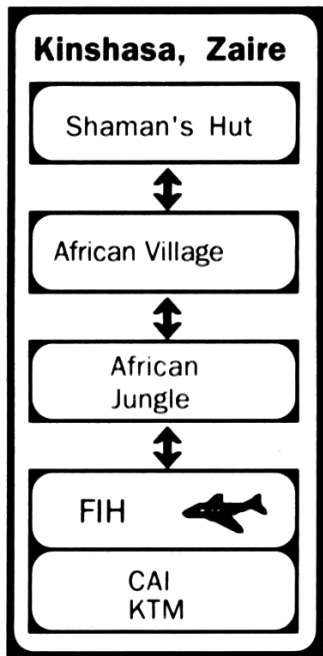 Kinshasa, Zaire
Shaman's Hut
African Village
African
Jungle
FIH
CAI
KTM